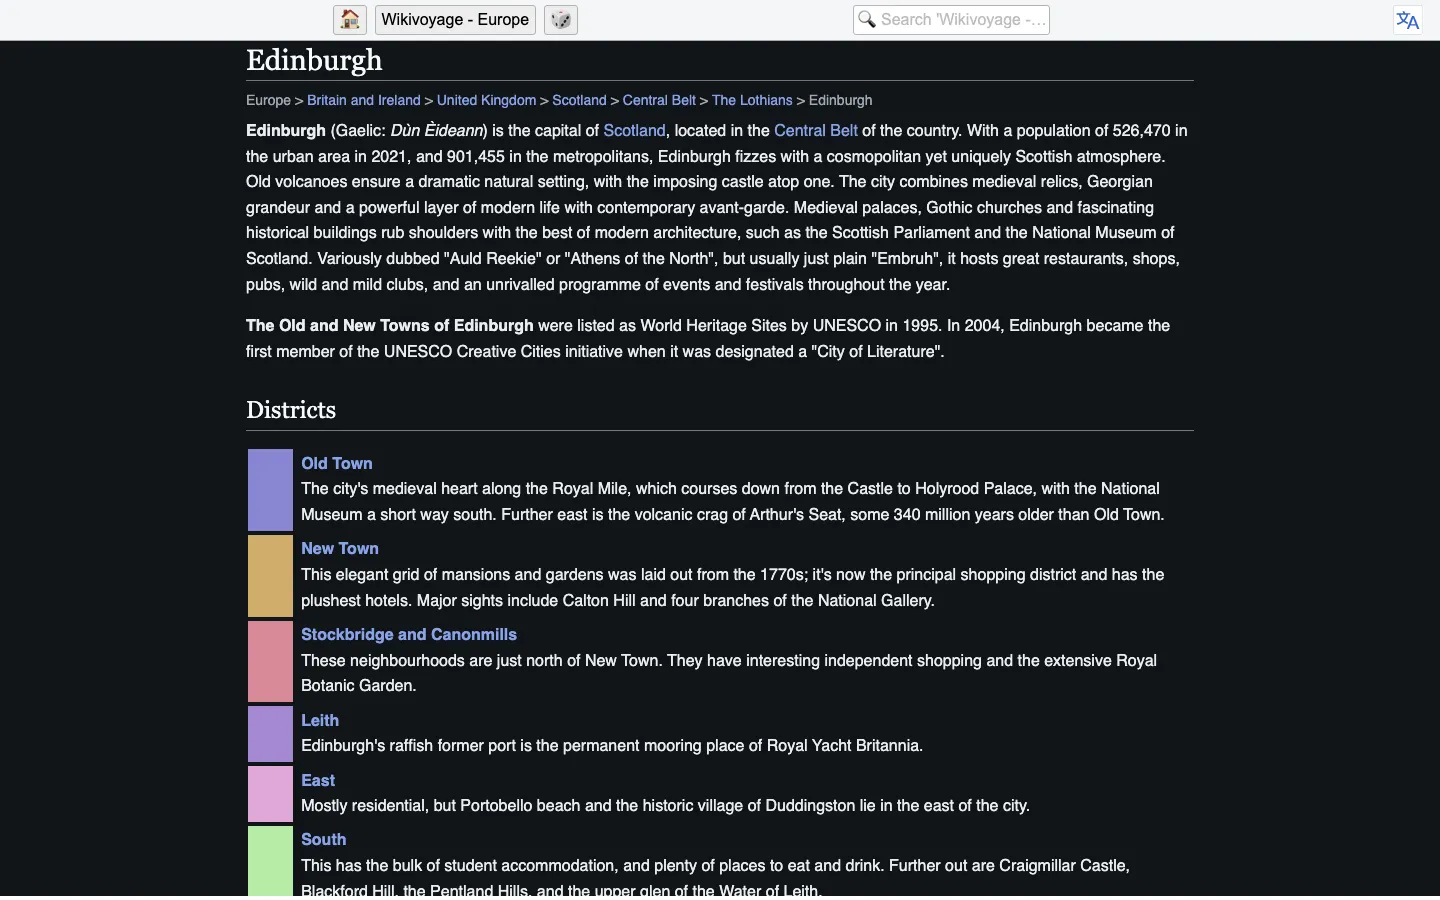 Wikivoyage - Europe
Search 'Wikivoyage -...
Edinburgh
Europe > Britain and Ireland > United Kingdom > Scotland > Central Belt > The Lothians > Edinburgh
Edinburgh (Gaelic: Dùn Èideann) is the capital of Scotland, located in the Central Belt of the country. With a population of 526,470 in
the urban area in 2021, and 901,455 in the metropolitans, Edinburgh fizzes with a cosmopolitan yet uniquely Scottish atmosphere.
Old volcanoes ensure a dramatic natural setting, with the imposing castle atop one. The city combines medieval relics, Georgian
grandeur and a powerful layer of modern life with contemporary avant-garde. Medieval palaces, Gothic churches and fascinating
historical buildings rub shoulders with the best of modern architecture, such as the Scottish Parliament and the National Museum of
Scotland. Variously dubbed "Auld Reekie" or "Athens of the North", but usually just plain "Embruh", it hosts great restaurants, shops,
pubs, wild and mild clubs, and an unrivalled programme of events and festivals throughout the year.
The Old and New Towns of Edinburgh were listed as World Heritage Sites by UNESCO in 1995. In 2004, Edinburgh became the
first member of the UNESCO Creative Cities initiative when it was designated a "City of Literature".
Districts
Old Town
The city's medieval heart along the Royal Mile, which courses down from the Castle to Holyrood Palace, with the National
Museum a short way south. Further east is the volcanic crag of Arthur's Seat, some 340 million years older than Old Town.
New Town
This elegant grid of mansions and gardens was laid out from the 1770s; it's now the principal shopping district and has the
plushest hotels. Major sights include Calton Hill and four branches of the National Gallery.
Stockbridge and Canonmills
These neighbourhoods are just north of New Town. They have interesting independent shopping and the extensive Royal
Botanic Garden.
Leith
Edinburgh's raffish former port is the permanent mooring place of Royal Yacht Britannia.
East
Mostly residential, but Portobello beach and the historic village of Duddingston lie in the east of the city.
South
This has the bulk of student accommodation, and plenty of places to eat and drink. Further out are Craigmillar Castle,
Blackford Hill, the Pentland Hills, and the upper glen of the Water of Leith.